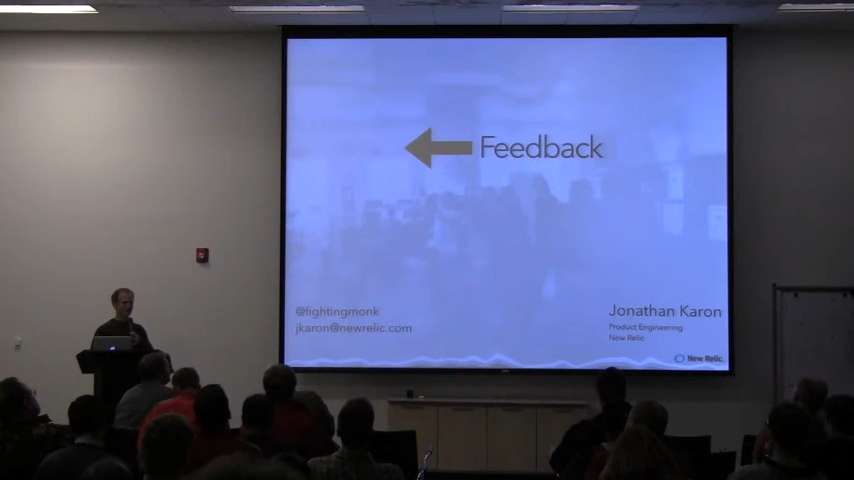 Feedback
@fightingmonk
jkaron@newrelic.com
Jonathan Karon
Product Engineering
New Relic
New Relic.